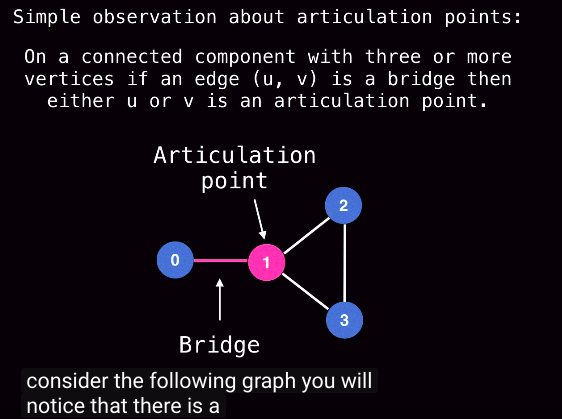 Simple observation about articulation points:
On a connected component with three or more
vertices if an edge (u, v) is a bridge then
either u or v is an articulation point.
Articulation
point
2
0
1
3
Bridge
consider the following graph you will
notice that there is a